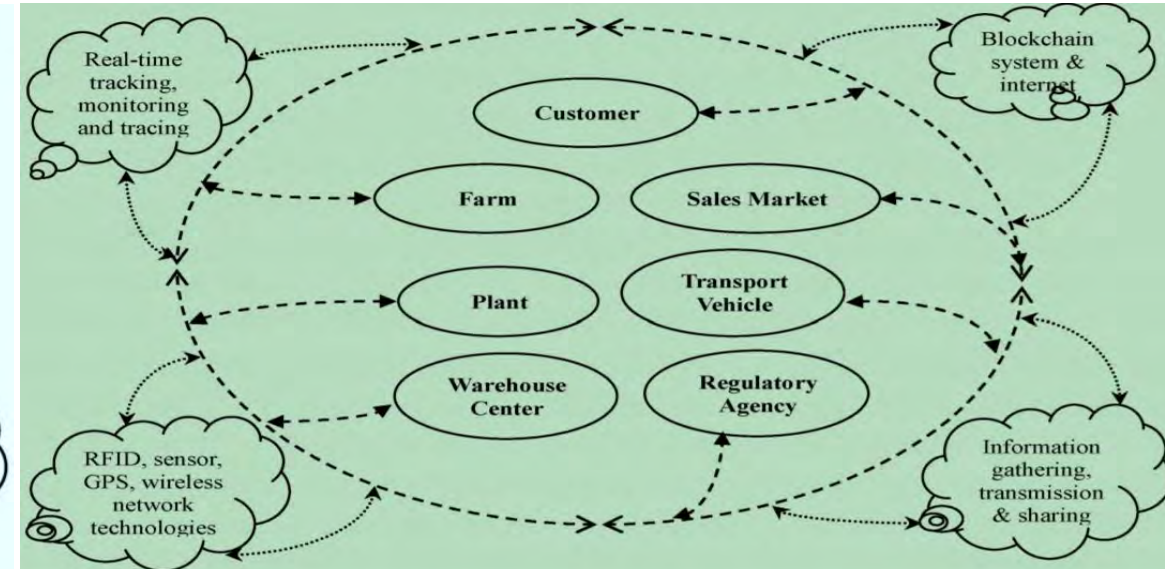 Real-time
tracking,
monitoring
and tracing
Blockchain
system &
internet
Customer
Farm
Sales Market
Plant
Transport
Vehicle
Warehouse
Center
Regulatory
Agency
RFID, sensor,
GPS, wireless
network
technologies
Information
gathering,
transmission
& sharing